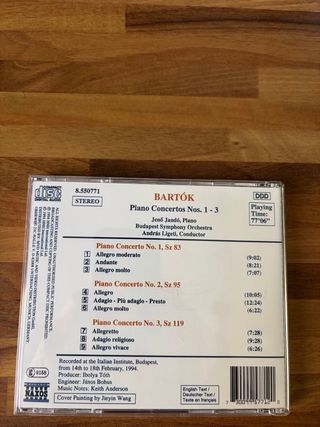 COMPACT
disc
DIGITAL AUDIO
8.550771
STEREO
BARTÓK
Piano Concertos Nos. 1 - 3
Jenő Jandó, Piano
Budapest Symphony Orchestra
András Ligeti, Conductor
DDD
Playing
Time:
77'06"
Piano Concerto No. 1, Sz 83
1 Allegro moderato (9:02)
2 Andante (8:21)
3 Allegro molto (7:07)
Piano Concerto No. 2, Sz 95
4 Allegro (10:05)
5 Adagio - Più adagio - Presto (12:24)
6 Allegro molto (6:22)
Piano Concerto No. 3, Sz 119
7 Allegretto (7:28)
8 Adagio religioso (9:28)
9 Allegro vivace (6:26)
Recorded at the Italian Institute, Budapest,
from 14th to 18th February, 1994.
Producer: Ibolya Tóth
Engineer: János Bohus
Music Notes: Keith Anderson
Cover Painting by Jieyin Wang
English Text/
Deutscher Text/
Texte en français
9158
NAXOS